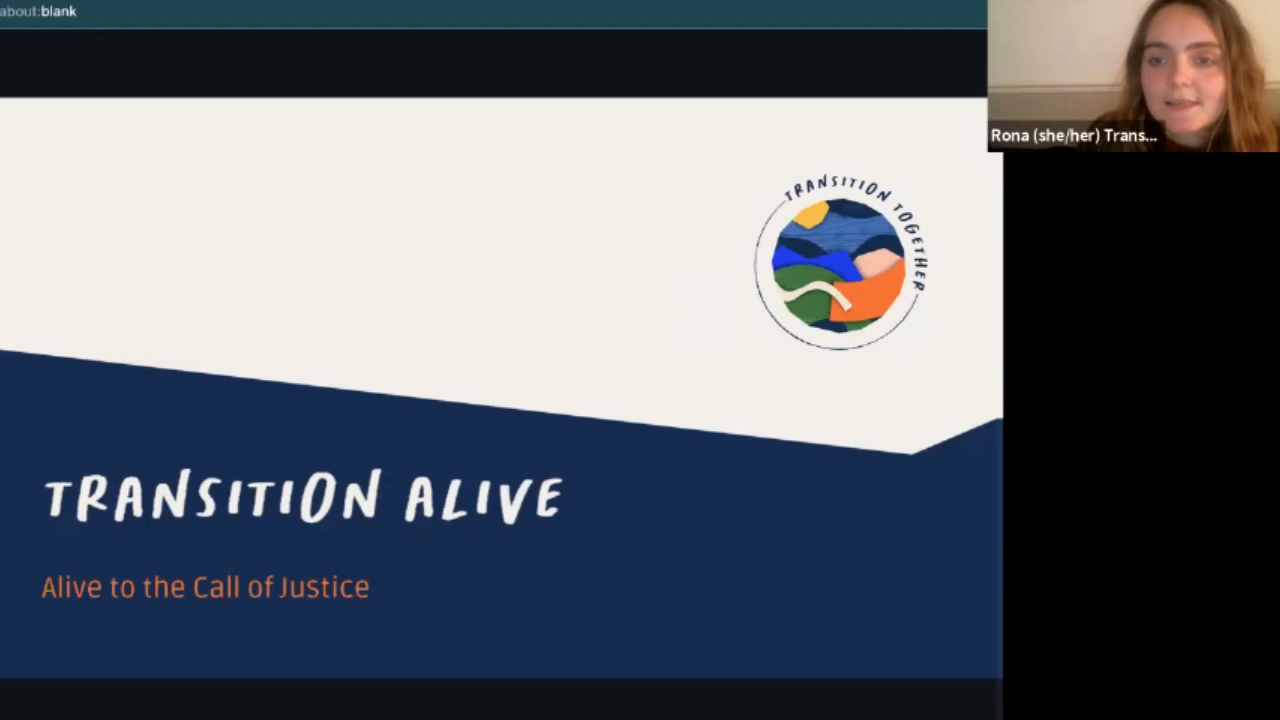 about:blank
Rona (she/her) Trans...
TRANSITION TOGETHER
TRANSITION ALIVE
Alive to the Call of Justice